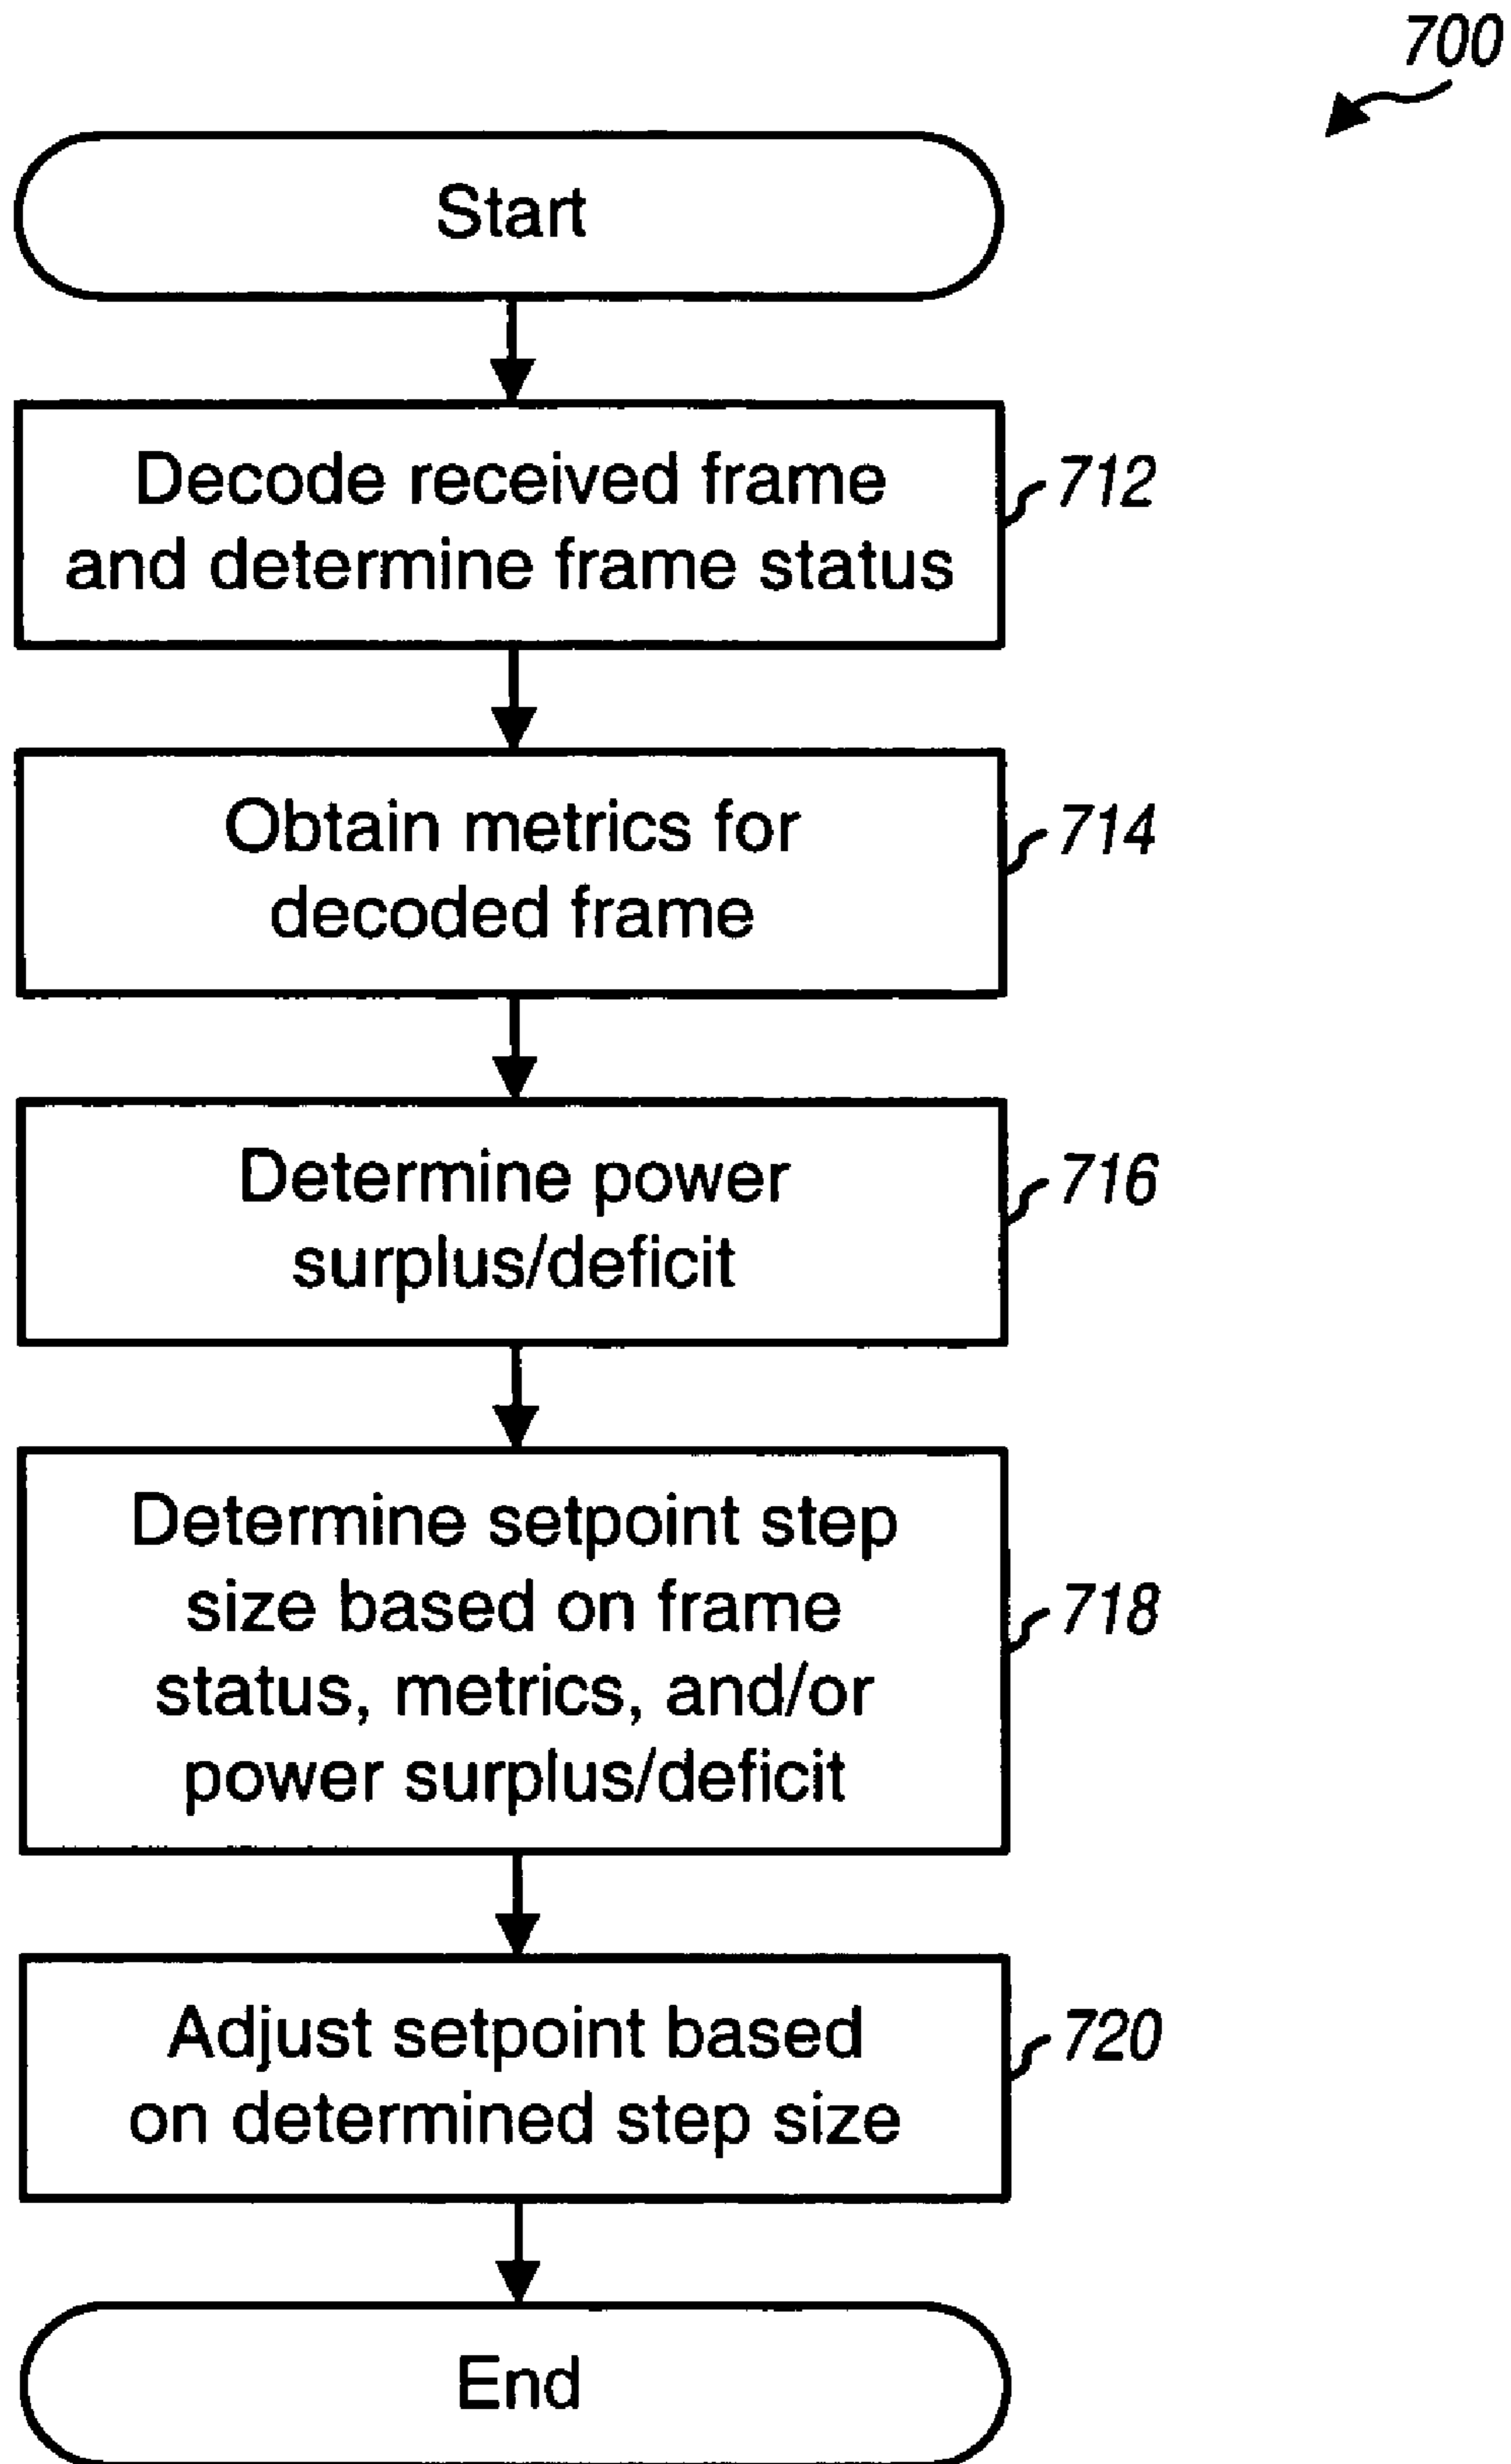 700
Start
Decode received frame
and determine frame status
712
Obtain metrics for
decoded frame
714
Determine power
surplus/deficit
716
Determine setpoint step
size based on frame
status, metrics, and/or
power surplus/deficit
718
Adjust setpoint based
on determined step size
720
End